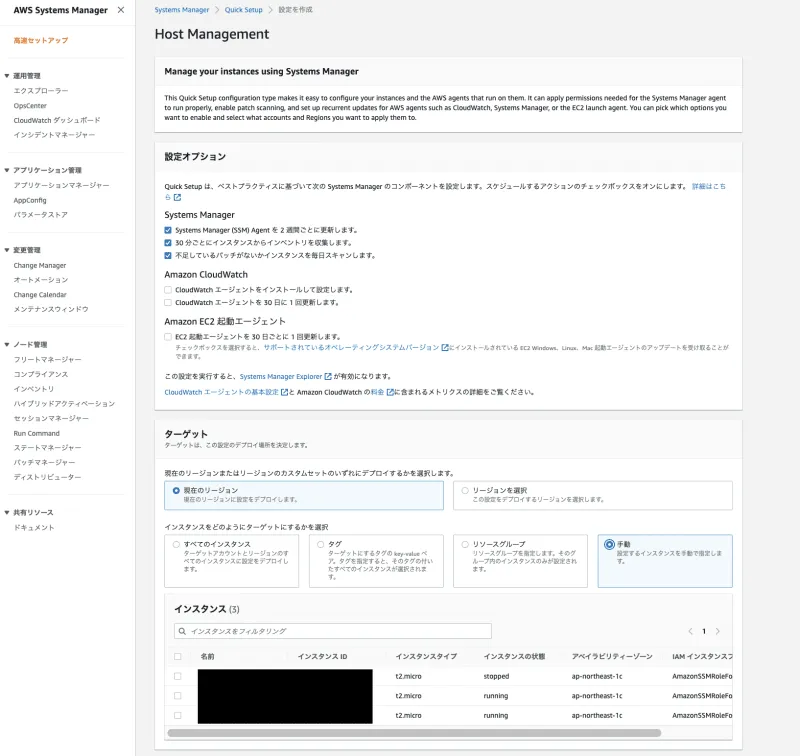 AWS Systems Manager
高速セットアップ
運用管理
エクスプローラー
OpsCenter
CloudWatch ダッシュボード
インシデントマネージャー
アプリケーション管理
アプリケーションマネージャー
AppConfig
パラメータストア
変更管理
Change Manager
オートメーション
Change Calendar
メンテナンスウィンドウ
ノード管理
フリートマネージャー
コンプライアンス
インベントリ
ハイブリッドアクティベーション
セッションマネージャー
Run Command
ステートマネージャー
パッチマネージャー
ディストリビューター
共有リソース
ドキュメント
Systems Manager > Quick Setup > 設定を作成
Host Management
Manage your instances using Systems Manager
This Quick Setup configuration type makes it easy to configure your instances and the AWS agents that run on them. It can apply permissions needed for the Systems Manager agent
to run properly, enable patch scanning, and set up recurrent updates for AWS agents such as CloudWatch, Systems Manager, or the EC2 launch agent. You can pick which options you
want to enable and select what accounts and Regions you want to apply them to.
設定オプション
Quick Setup は、ベストプラクティスに基づいて次の Systems Manager のコンポーネントを設定します。スケジュールするアクションのチェックボックスをオンにします。 詳細はこち
ら
Systems Manager
Systems Manager (SSM) Agent を 2 週間ごとに更新します。
30 分ごとにインスタンスからインベントリを収集します。
不足しているパッチがないかインスタンスを毎日スキャンします。
Amazon CloudWatch
CloudWatch エージェントをインストールして設定します。
CloudWatch エージェントを 30 日に 1 回更新します。
Amazon EC2 起動エージェント
EC2 起動エージェントを 30 日ごとに 1 回更新します。
チェックボックスを選択すると、サポートされているオペレーティングシステムバージョン にインストールされている EC2 Windows、Linux、Mac 起動エージェントのアップデートを受け取ることが
できます。
この設定を実行すると、Systems Manager Explorer が有効になります。
CloudWatch エージェントの基本設定 と Amazon CloudWatch の料金 に含まれるメトリクスの詳細をご覧ください。
ターゲット
ターゲットは、この設定のデプロイ場所を決定します。
現在のリージョンまたはリージョンのカスタムセットのいずれにデプロイするかを選択します。
現在のリージョン
現在のリージョンに設定をデプロイします。
リージョンを選択
この設定をデプロイするリージョンを選択します。
インスタンスをどのようにターゲットにするかを選択
すべてのインスタンス
ターゲットアカウントとリージョンのす
べてのインスタンスに設定をデプロイし
ます。
タグ
ターゲットにするタグの key-value ペ
ア。タグを指定すると、そのタグの付い
たすべてのインスタンスが選択されま
す。
リソースグループ
リソースグループを指定します。そのグ
ループ内のインスタンスのみが設定され
ます。
手動
設定するインスタンスを手動で指定しま
す。
インスタンス (3)
インスタンスをフィルタリング
1
名前 インスタンス ID インスタンスタイプ インスタンスの状態 アベイラビリティーゾーン IAM インスタンスプ
t2.micro stopped ap-northeast-1c AmazonSSMRoleFo
t2.micro running ap-northeast-1c AmazonSSMRoleFo
t2.micro running ap-northeast-1c AmazonSSMRoleFo